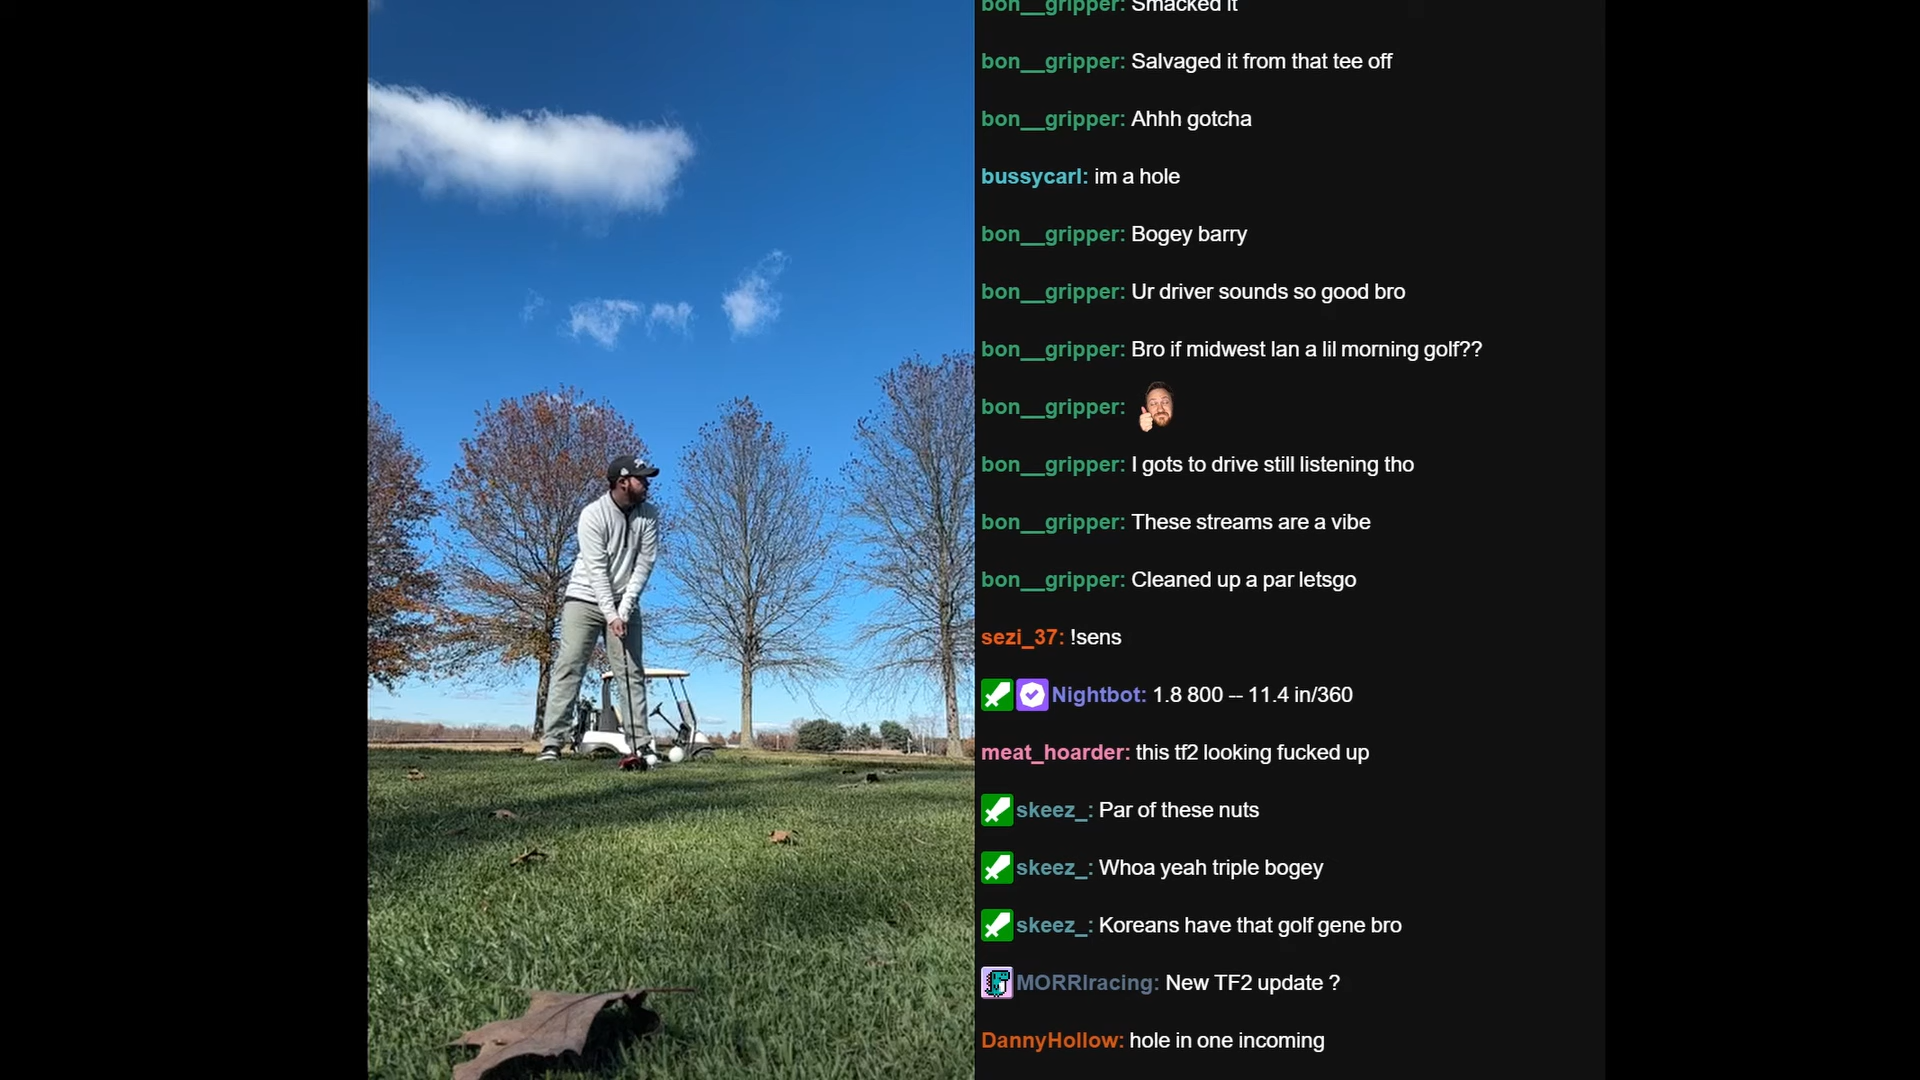 bon__gripper: Smacked it
bon__gripper: Salvaged it from that tee off
bon__gripper: Ahhh gotcha
bussycarl: im a hole
bon__gripper: Bogey barry
bon__gripper: Ur driver sounds so good bro
bon__gripper: Bro if midwest lan a lil morning golf??
bon__gripper:
bon__gripper: I gots to drive still listening tho
bon__gripper: These streams are a vibe
bon__gripper: Cleaned up a par letsgo
sezi_37: !sens
Nightbot: 1.8 800 -- 11.4 in/360
meat_hoarder: this tf2 looking fucked up
skeez_: Par of these nuts
skeez_: Whoa yeah triple bogey
skeez_: Koreans have that golf gene bro
MORRIracing: New TF2 update ?
DannyHollow: hole in one incoming